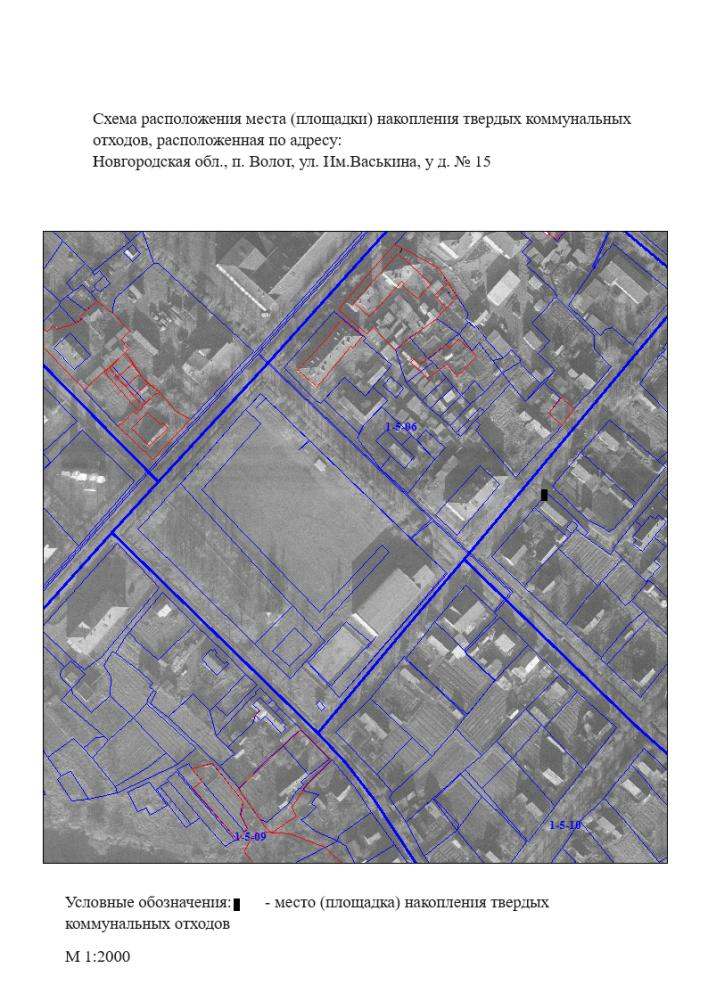 Схема расположения места (площадки) накопления твердых коммунальных
отходов, расположенная по адресу:
Новгородская обл., п. Волот, ул. Им.Васькина, у д. № 15
1-5-06
1-5-10
1-5-09
Условные обозначения: - место (площадка) накопления твердых
коммунальных отходов
М 1:2000